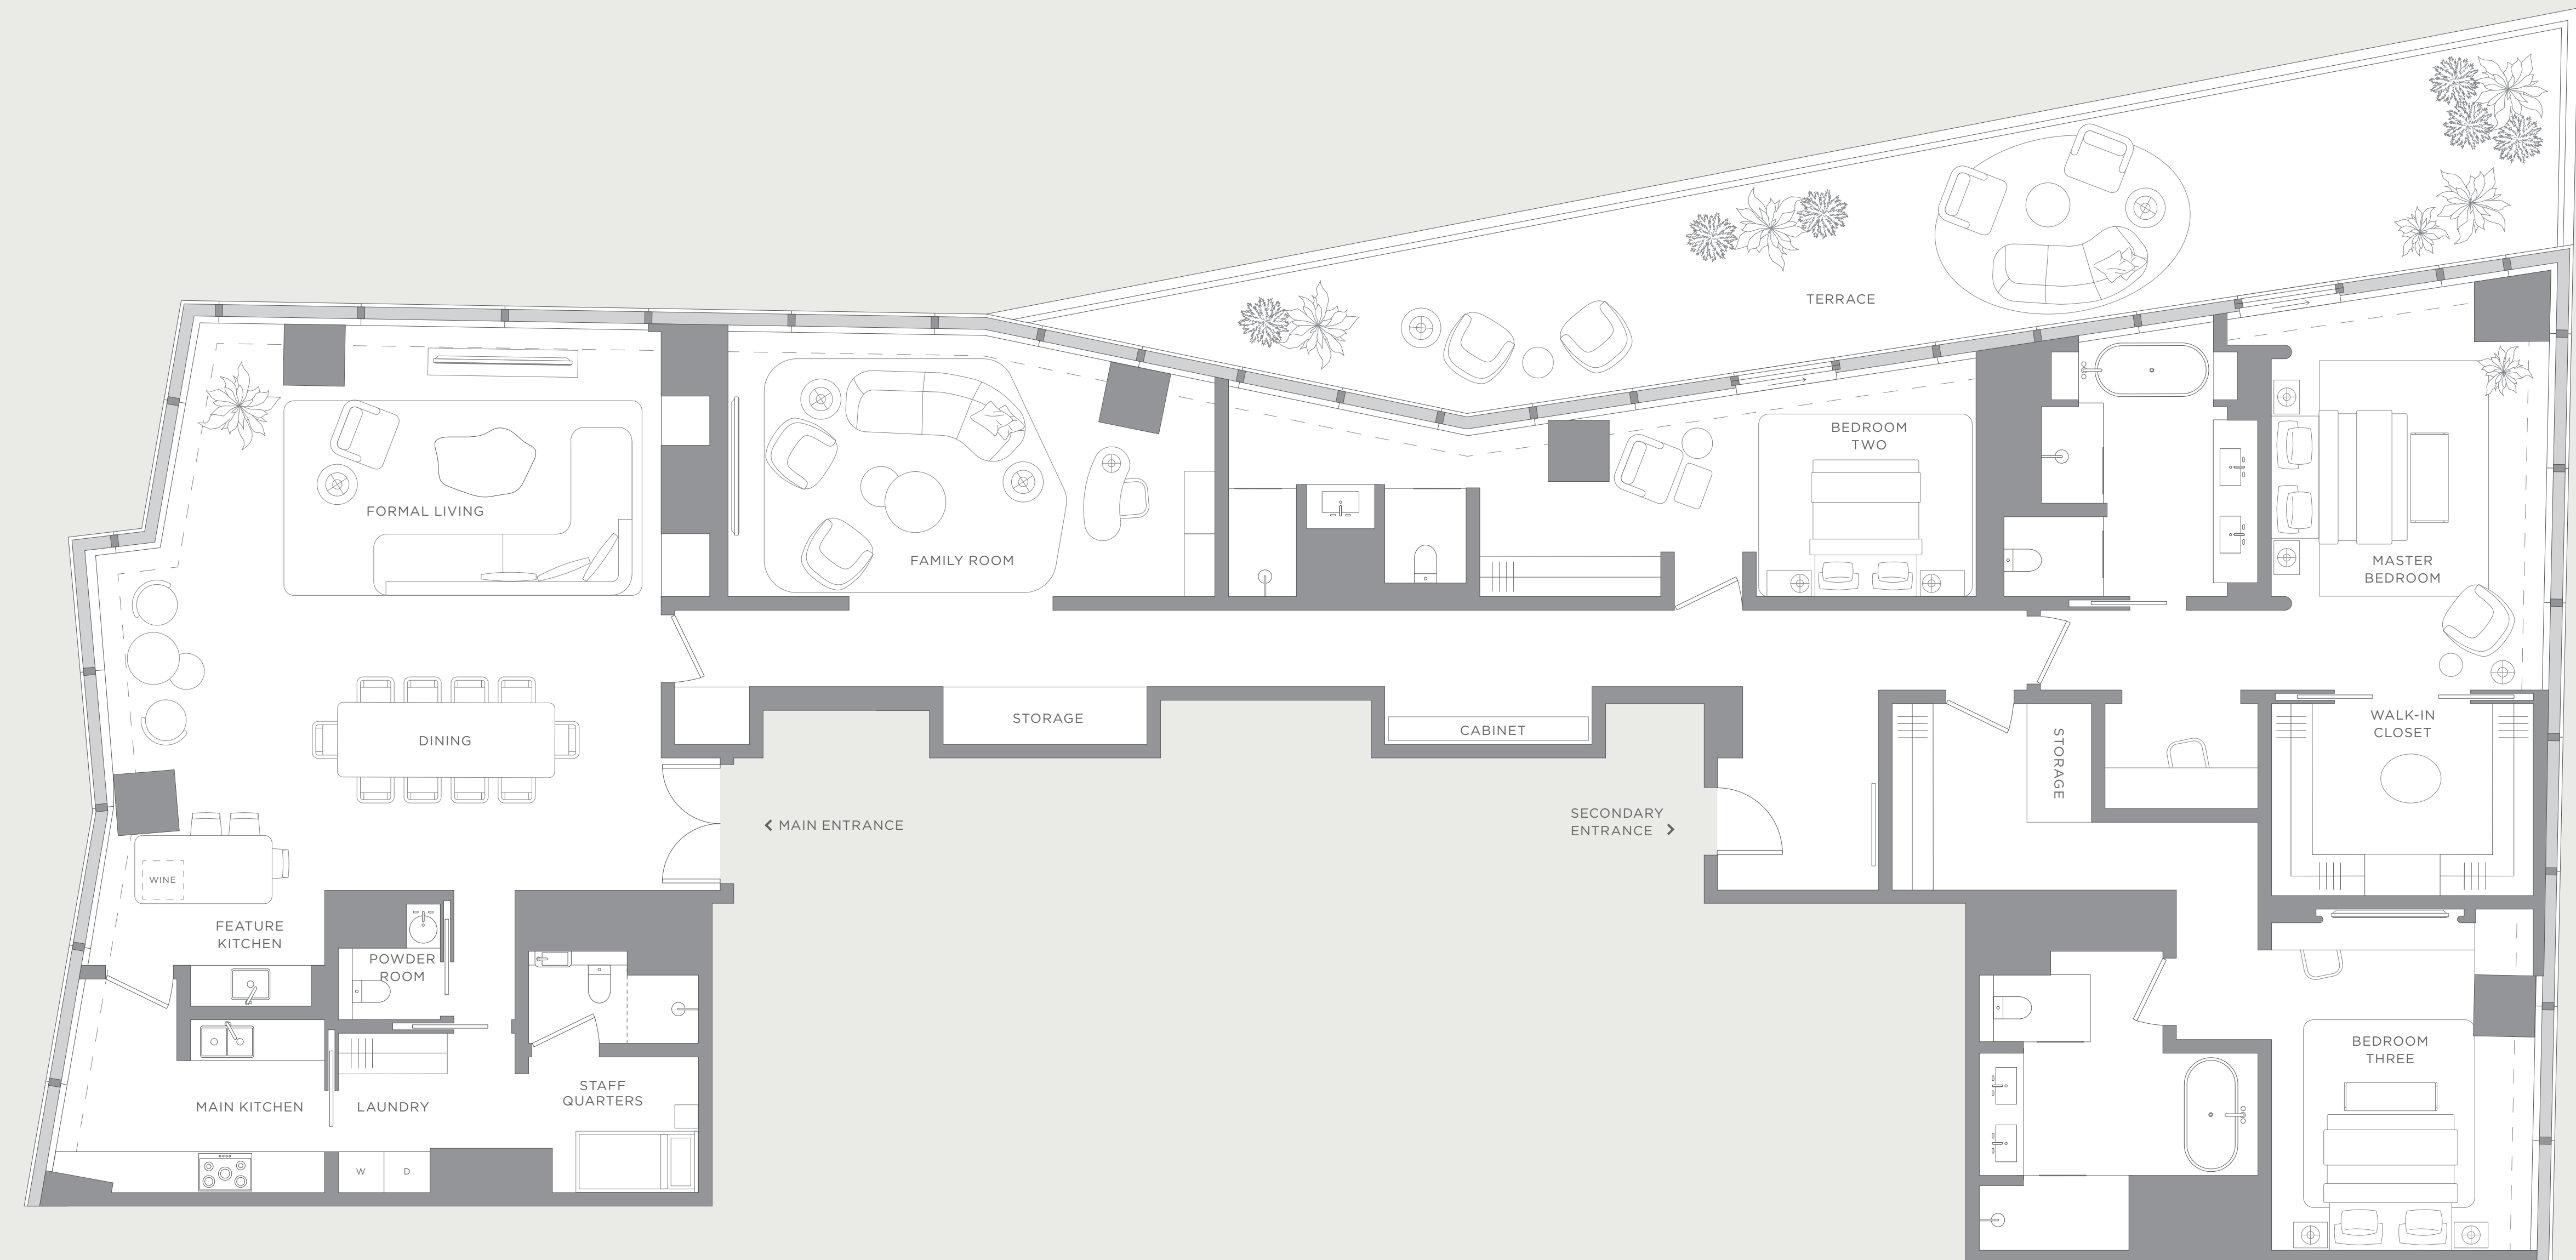 TERRACE
BEDROOM
TWO
FORMAL LIVING
FAMILY ROOM
MASTER
BEDROOM
STORAGE
CABINET
DINING
WALK-IN
CLOSET
STORAGE
MAIN ENTRANCE
SECONDARY
ENTRANCE
WINE
FEATURE
KITCHEN
POWDER
ROOM
BEDROOM
THREE
STAFF
QUARTERS
MAIN KITCHEN
LAUNDRY
W
D